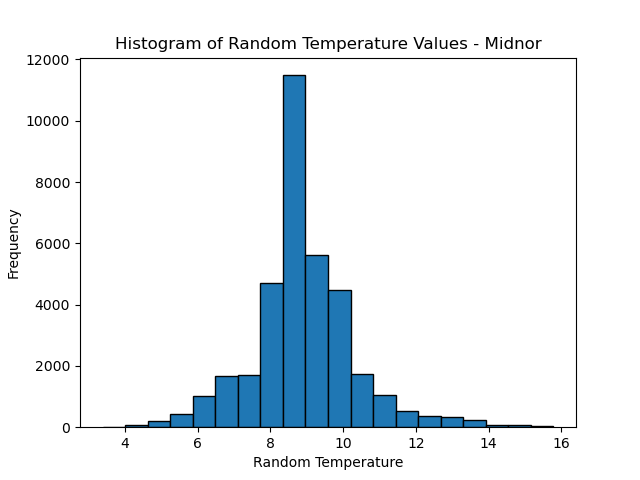 Histogram of Random Temperature Values - Midnor
12000
10000
8000
6000
4000
2000
0
Frequency
4 6 8 10 12 14 16
Random Temperature